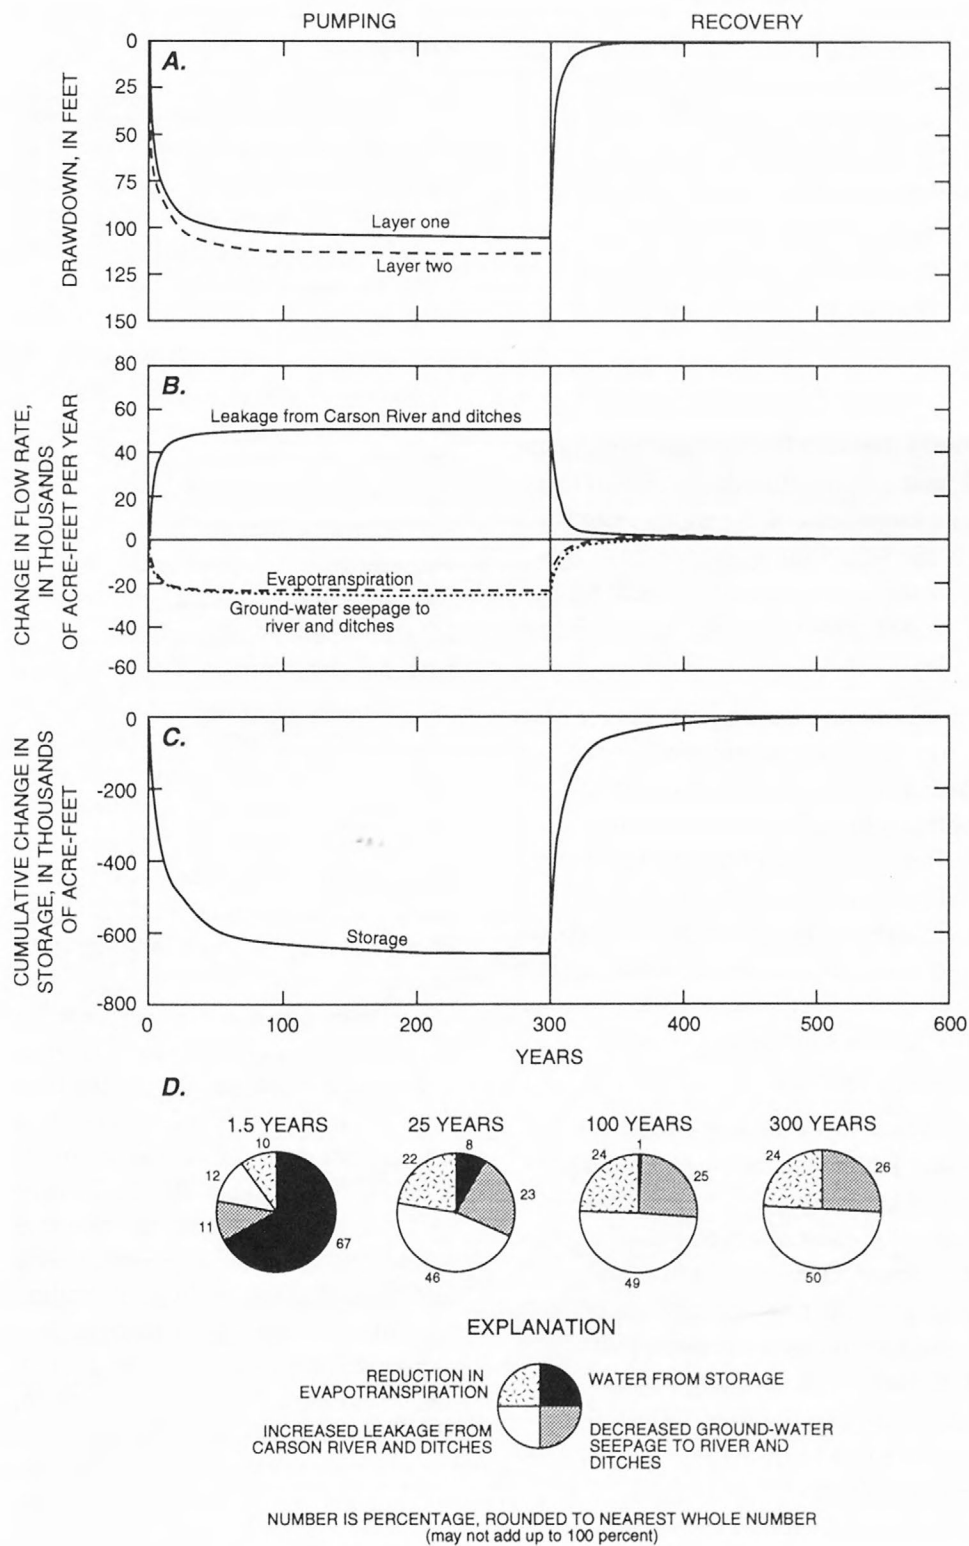 PUMPING
RECOVERY
A.
DRAWDOWN, IN FEET
0
25
50
75
100
125
150
Layer one
Layer two
B.
CHANGE IN FLOW RATE,
IN THOUSANDS
OF ACRE-FEET PER YEAR
80
60
40
20
0
-20
-40
-60
Leakage from Carson River and ditches
Evapotranspiration
Ground-water seepage to
river and ditches
C.
CUMULATIVE CHANGE IN
STORAGE, IN THOUSANDS
OF ACRE-FEET
0
-200
-400
-600
-800
Storage
0 100 200 300 400 500 600
YEARS
D.
1.5 YEARS
10
12
11
67
25 YEARS
8
22
23
46
100 YEARS
1
24
25
49
300 YEARS
24
26
50
EXPLANATION
REDUCTION IN
EVAPOTRANSPIRATION
WATER FROM STORAGE
INCREASED LEAKAGE FROM
CARSON RIVER AND DITCHES
DECREASED GROUND-WATER
SEEPAGE TO RIVER AND
DITCHES
NUMBER IS PERCENTAGE, ROUNDED TO NEAREST WHOLE NUMBER
(may not add up to 100 percent)